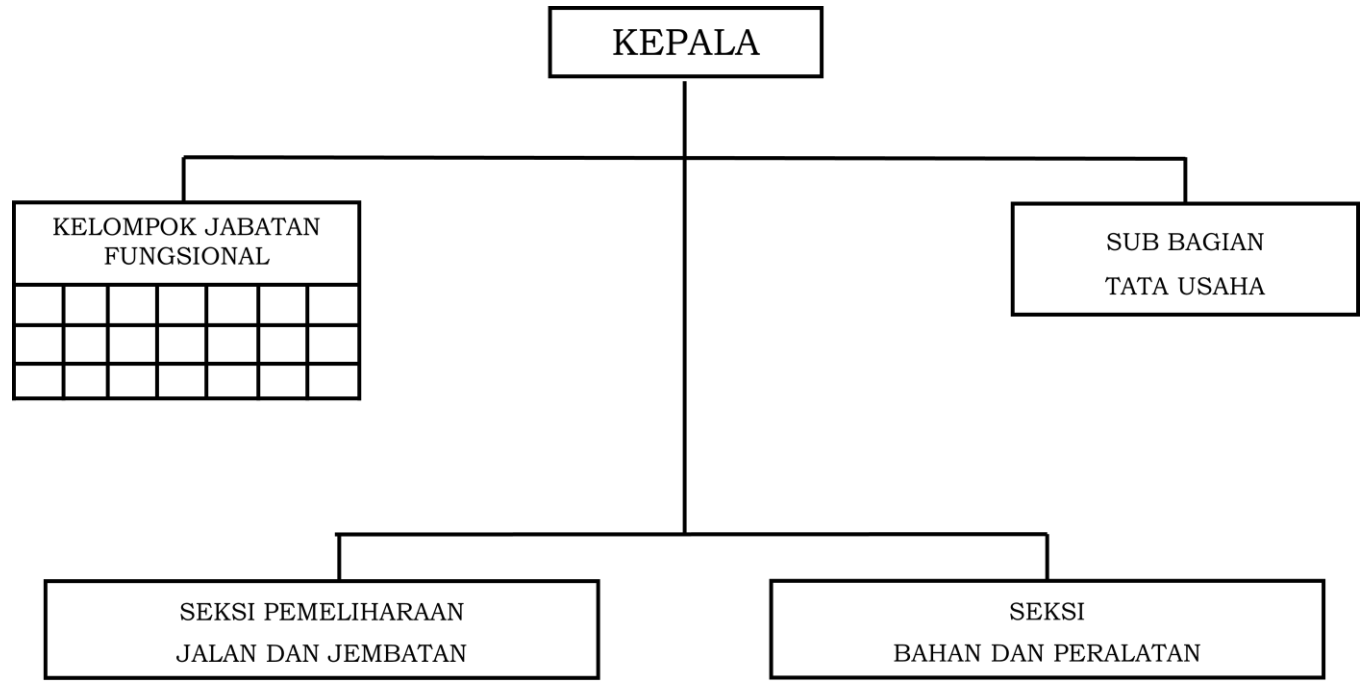 KEPALA
KELOMPOK JABATAN
FUNGSIONAL
SUB BAGIAN
TATA USAHA
SEKSI PEMELIHARAAN
JALAN DAN JEMBATAN
SEKSI
BAHAN DAN PERALATAN